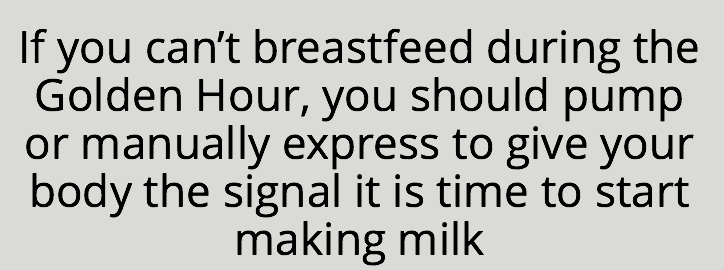 If you can’t breastfeed during the
Golden Hour, you should pump
or manually express to give your
body the signal it is time to start
making milk